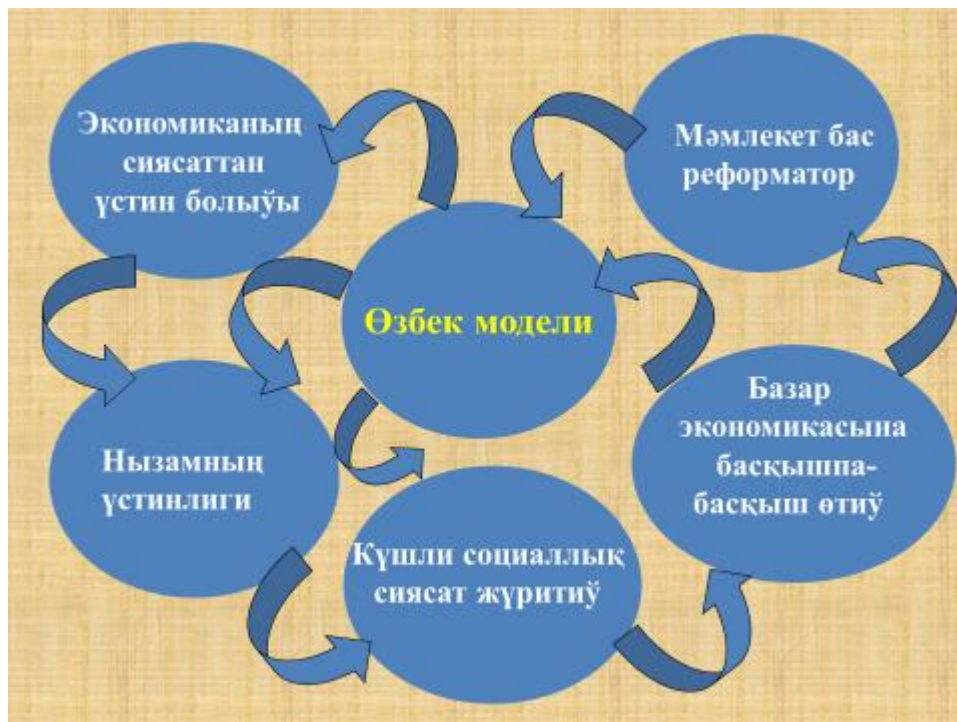 Экономиканың
сиясаттан
үстин болыўы
Мәмлекет бас
реформатор
Өзбек модели
Нызамның
үстинлиги
Базар
экономикасына
басқышпа-
басқыш өтиў
Күшли социаллық
сиясат жүритиў